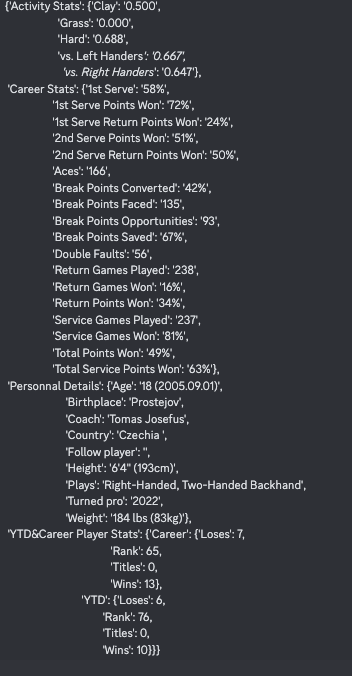 {'Activity Stats': {'Clay': '0.500',
'Grass': '0.000',
'Hard': '0.688',
'vs. Left Handers': '0.667',
'vs. Right Handers': '0.647'},
'Career Stats': {'1st Serve': '58%',
'1st Serve Points Won': '72%',
'1st Serve Return Points Won': '24%',
'2nd Serve Points Won': '51%',
'2nd Serve Return Points Won': '50%',
'Aces': '166',
'Break Points Converted': '42%',
'Break Points Faced': '135',
'Break Points Opportunities': '93',
'Break Points Saved': '67%',
'Double Faults': '56',
'Return Games Played': '238',
'Return Games Won': '16%',
'Return Points Won': '34%',
'Service Games Played': '237',
'Service Games Won': '81%',
'Total Points Won': '49%',
'Total Service Points Won': '63%'},
'Personnal Details': {'Age': '18 (2005.09.01)',
'Birthplace': 'Prostejov',
'Coach': 'Tomas Josefus',
'Country': 'Czechia ',
'Follow player': '',
'Height': '6'4" (193cm)',
'Plays': 'Right-Handed, Two-Handed Backhand',
'Turned pro': '2022',
'Weight': '184 lbs (83kg)'},
'YTD&Career Player Stats': {'Career': {'Loses': 7,
'Rank': 65,
'Titles': 0,
'Wins': 13},
'YTD': {'Loses': 6,
'Rank': 76,
'Titles': 0,
'Wins': 10}}}